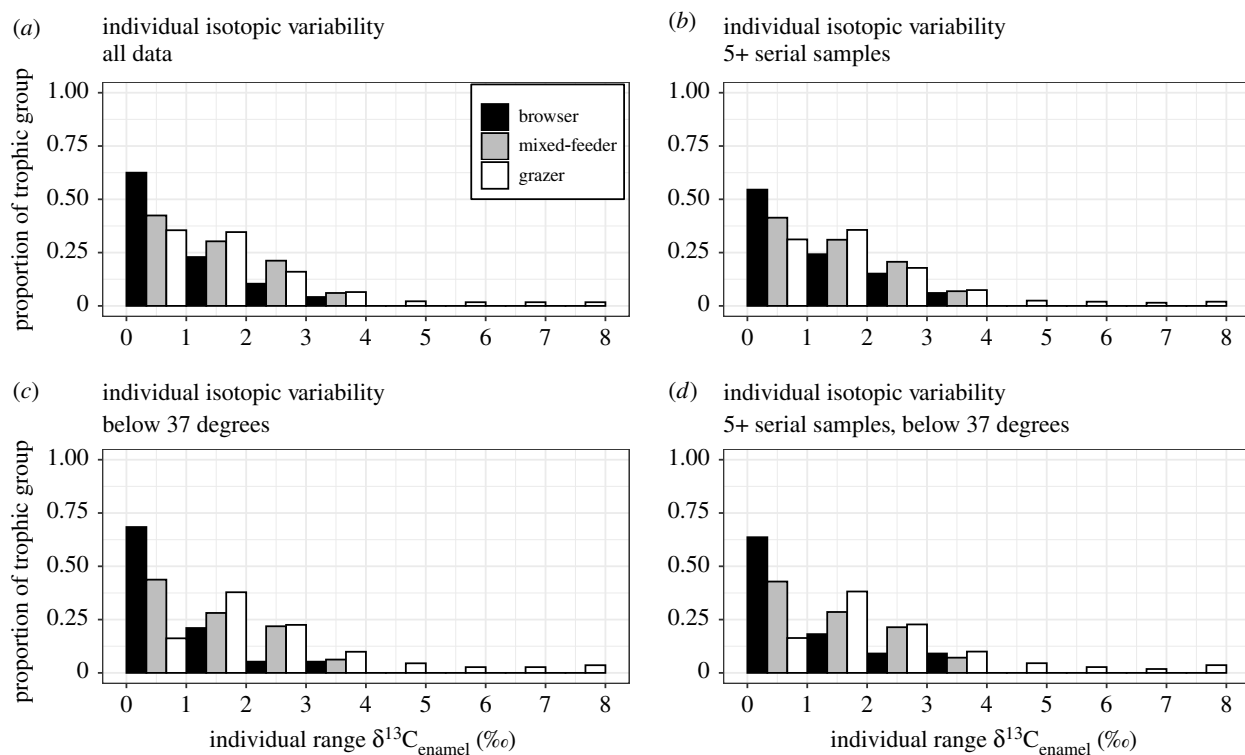 (a) individual isotopic variability
all data
(b) individual isotopic variability
5+ serial samples
proportion of trophic group
1.00
0.75
0.50
0.25
0
browser
mixed-feeder
grazer
0 1 2 3 4 5 6 7 8
1.00
0.75
0.50
0.25
0
0 1 2 3 4 5 6 7 8
(c) individual isotopic variability
below 37 degrees
(d) individual isotopic variability
5+ serial samples, below 37 degrees
proportion of trophic group
1.00
0.75
0.50
0.25
0
0 1 2 3 4 5 6 7 8
individual range δ¹³C_enamel (‰)
1.00
0.75
0.50
0.25
0
0 1 2 3 4 5 6 7 8
individual range δ¹³C_enamel (‰)